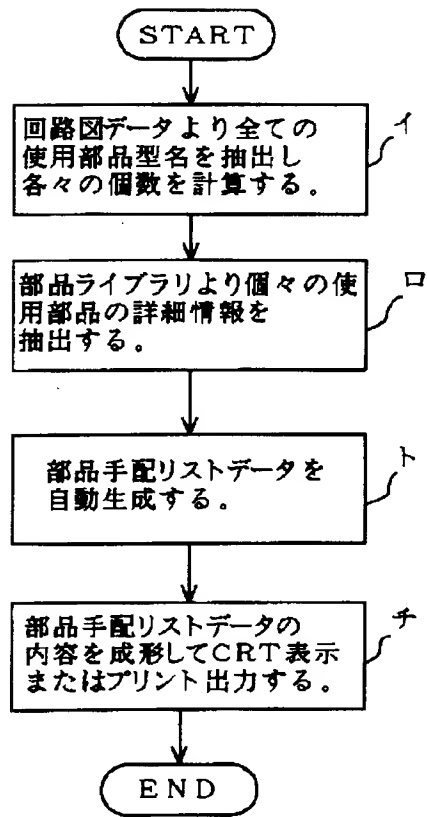 START
回路図データより全ての
使用部品型名を抽出し
各々の個数を計算する。
イ
部品ライブラリより個々の使
用部品の詳細情報を
抽出する。
ロ
部品手配リストデータを
自動生成する。
ト
部品手配リストデータの
内容を成形してCRT表示
またはプリント出力する。
チ
END